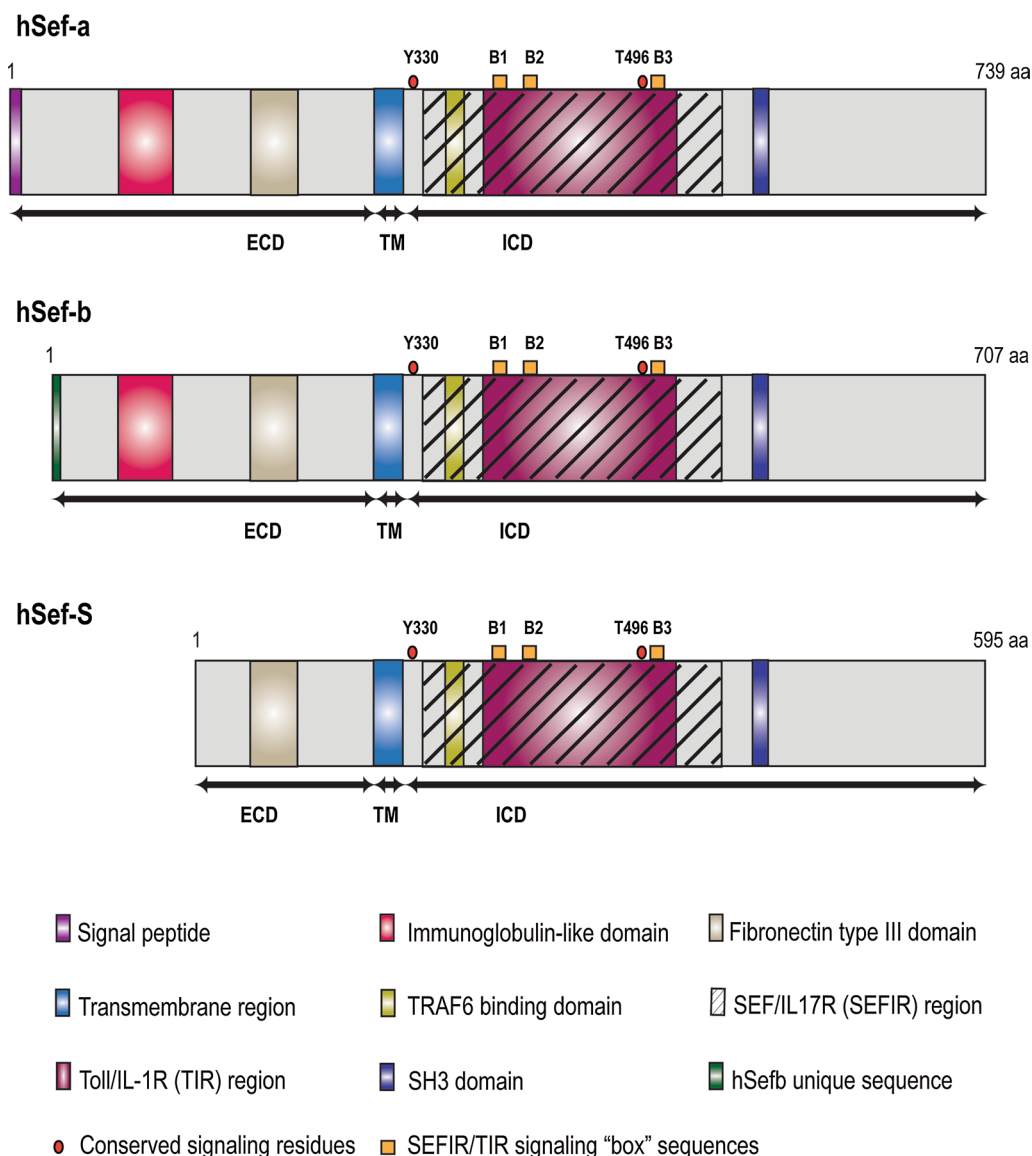 hSef-a
Y330 B1 B2 T496 B3
1 739 aa
ECD TM ICD
hSef-b
Y330 B1 B2 T496 B3
1 707 aa
ECD TM ICD
hSef-S
Y330 B1 B2 T496 B3
1 595 aa
ECD TM ICD
Signal peptide Immunoglobulin-like domain Fibronectin type III domain
Transmembrane region TRAF6 binding domain SEF/IL17R (SEFIR) region
Toll/IL-1R (TIR) region SH3 domain hSefb unique sequence
Conserved signaling residues SEFIR/TIR signaling “box” sequences